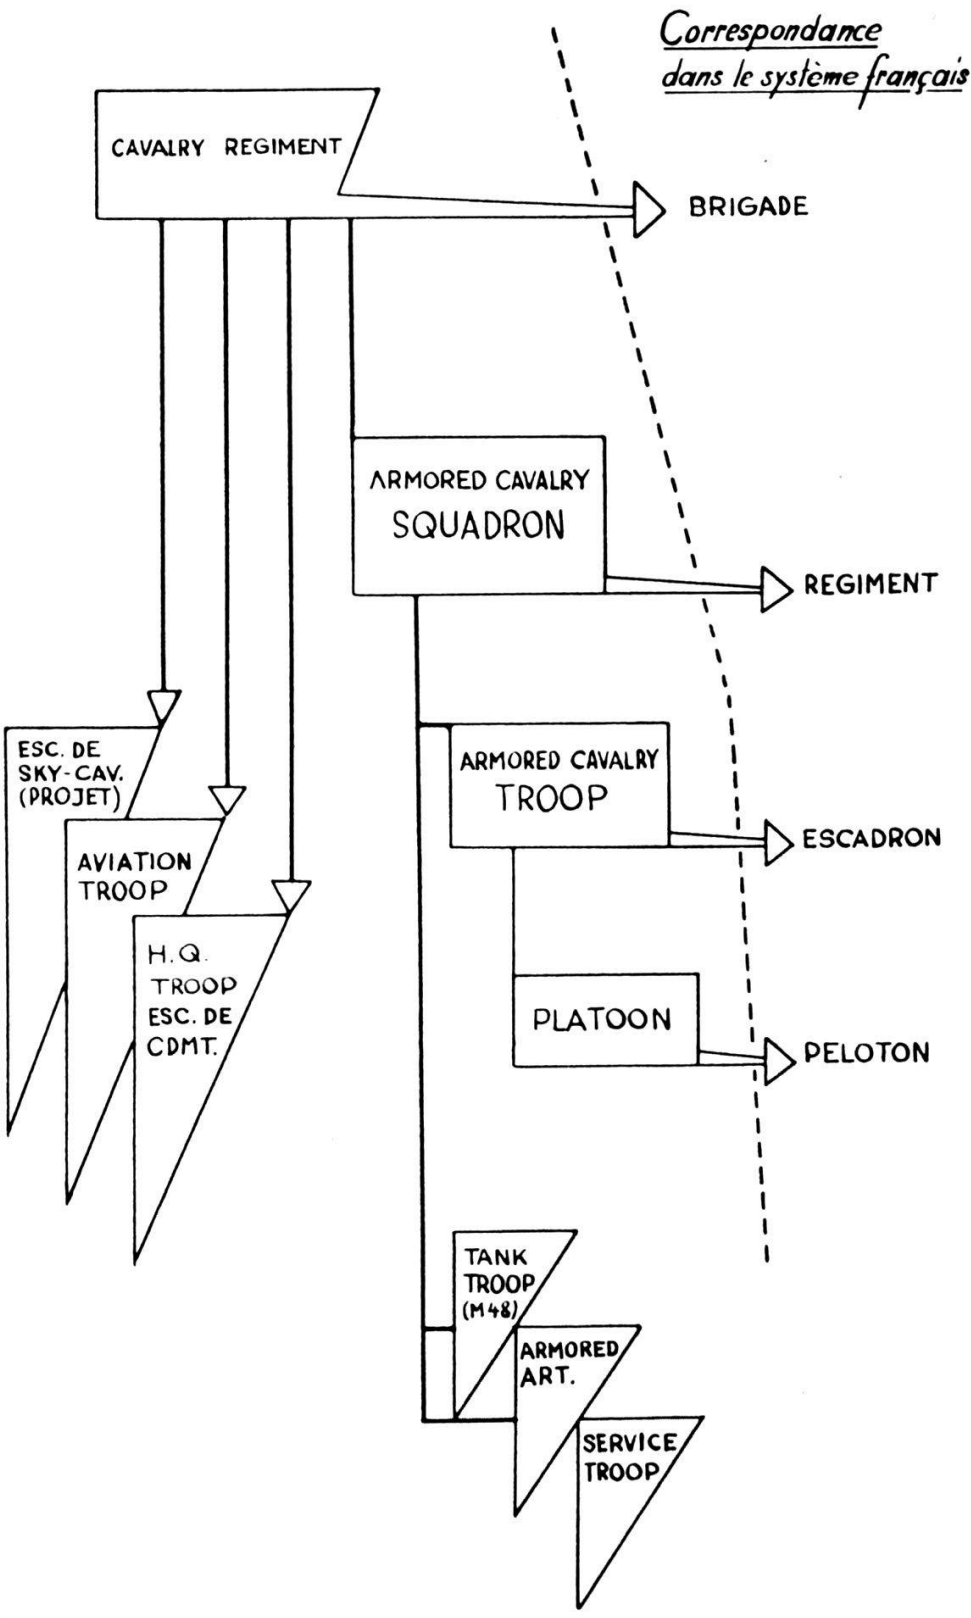 Correspondance
dans le système français
CAVALRY REGIMENT
BRIGADE
ARMORED CAVALRY
SQUADRON
REGIMENT
ESC. DE
SKY-CAV.
(PROJET)
ARMORED CAVALRY
TROOP
ESCADRON
AVIATION
TROOP
H.Q.
TROOP
ESC. DE
CDMT.
PLATOON
PELOTON
TANK
TROOP
(M48)
ARMORED
ART.
SERVICE
TROOP